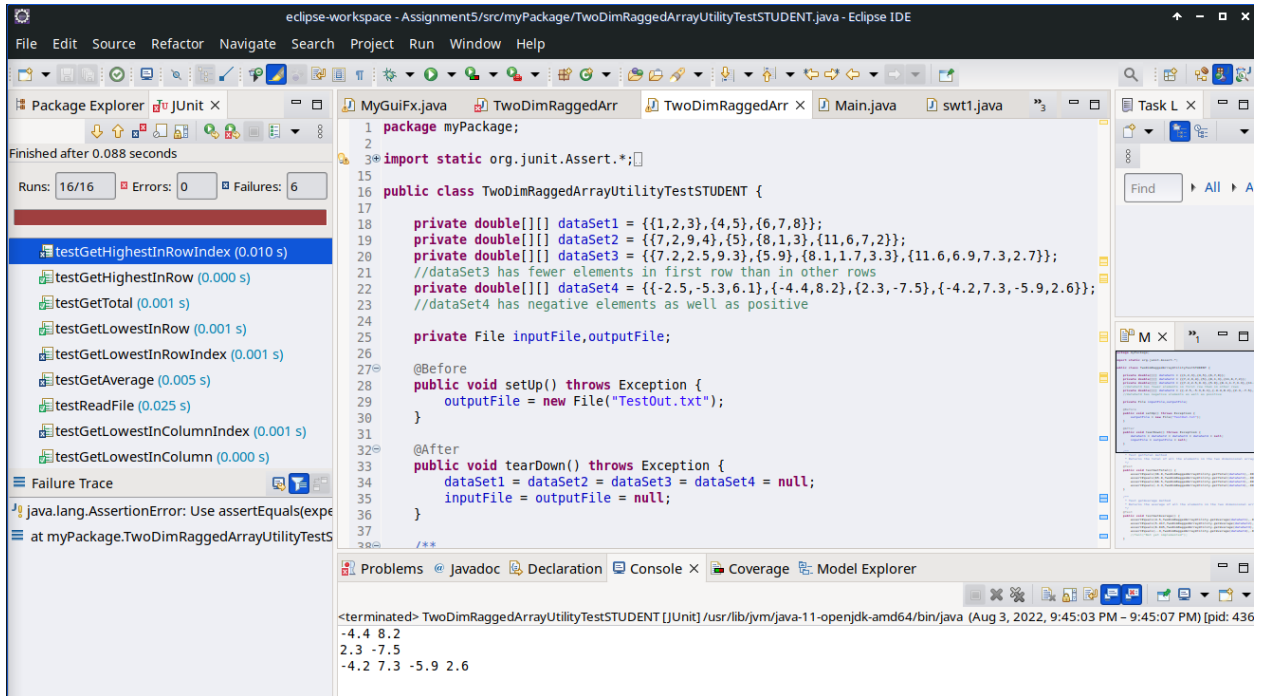 eclipse-workspace - Assignment5/src/myPackage/TwoDimRaggedArrayUtilityTestSTUDENT.java - Eclipse IDE
File Edit Source Refactor Navigate Search Project Run Window Help
Package Explorer JUnit
MyGuiFx.java TwoDimRaggedArr TwoDimRaggedArr Main.java swt1.java »3
Task L
Finished after 0.088 seconds
Runs: 16/16 Errors: 0 Failures: 6
testGetHighestInRowIndex (0.010 s)
testGetHighestInRow (0.000 s)
testGetTotal (0.001 s)
testGetLowestInRow (0.001 s)
testGetLowestInRowIndex (0.001 s)
testGetAverage (0.005 s)
testReadFile (0.025 s)
testGetLowestInColumnIndex (0.001 s)
testGetLowestInColumn (0.000 s)
Failure Trace
java.lang.AssertionError: Use assertEquals(expe
at myPackage.TwoDimRaggedArrayUtilityTestS
1 package myPackage;
2
3 import static org.junit.Assert.*;
15
16 public class TwoDimRaggedArrayUtilityTestSTUDENT {
17
18 private double[][] dataSet1 = {{1,2,3},{4,5},{6,7,8}};
19 private double[][] dataSet2 = {{7,2,9,4},{5},{8,1,3},{11,6,7,2}};
20 private double[][] dataSet3 = {{7.2,2.5,9.3},{5.9},{8.1,1.7,3.3},{11.6,6.9,7.3,2.7}};
21 //dataSet3 has fewer elements in first row than in other rows
22 private double[][] dataSet4 = {{-2.5,-5.3,6.1},{-4.4,8.2},{2.3,-7.5},{-4.2,7.3,-5.9,2.6}};
23 //dataSet4 has negative elements as well as positive
24
25 private File inputFile,outputFile;
26
27 @Before
28 public void setUp() throws Exception {
29 outputFile = new File("TestOut.txt");
30 }
31
32 @After
33 public void tearDown() throws Exception {
34 dataSet1 = dataSet2 = dataSet3 = dataSet4 = null;
35 inputFile = outputFile = null;
36 }
37
38 /**
Find All A
M »1
Problems Javadoc Declaration Console Coverage Model Explorer
<terminated> TwoDimRaggedArrayUtilityTestSTUDENT [JUnit] /usr/lib/jvm/java-11-openjdk-amd64/bin/java (Aug 3, 2022, 9:45:03 PM – 9:45:07 PM) [pid: 436
-4.4 8.2
2.3 -7.5
-4.2 7.3 -5.9 2.6